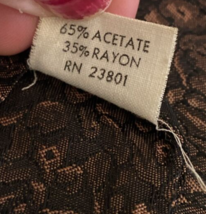 65% ACETATE
35% RAYON
RN 23801